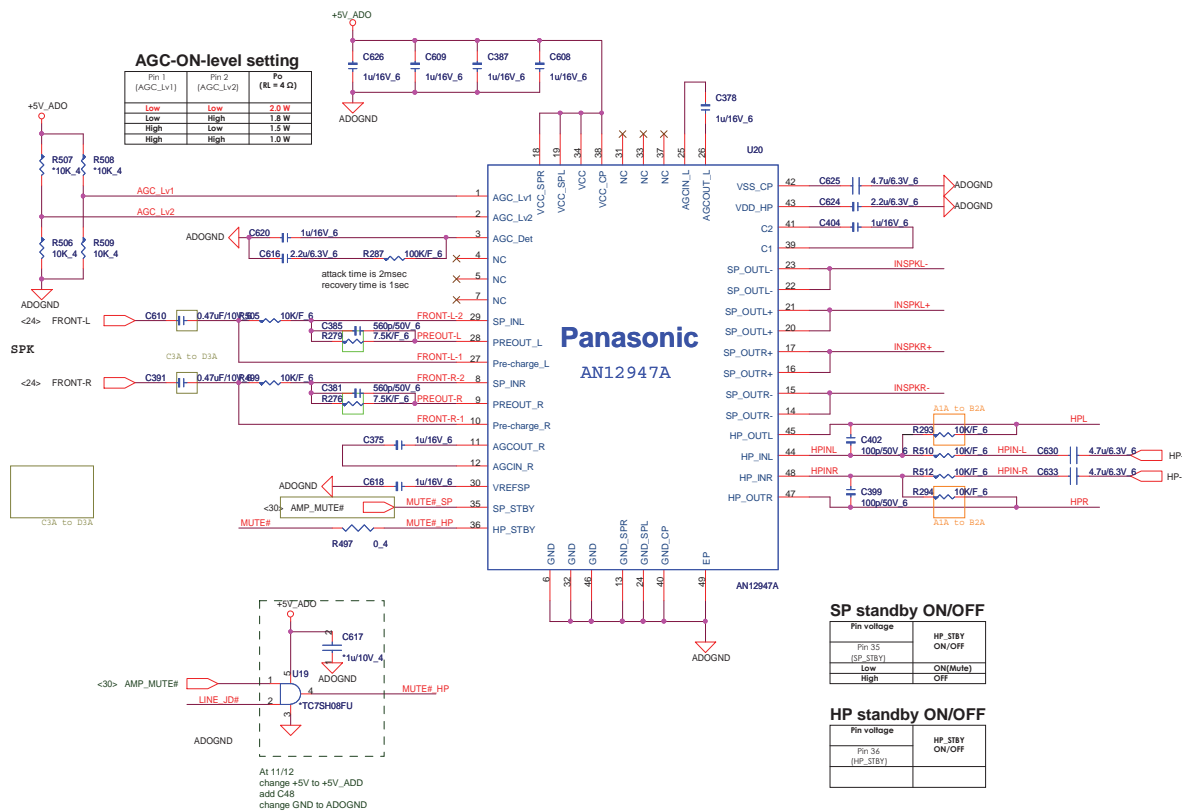 +5V_ADO
C626
1u/16V_6
C609
1u/16V_6
C387
1u/16V_6
C608
1u/16V_6
ADOGND
AGC-ON-level setting
Pin 1
(AGC_Lv1)
Pin 2
(AGC_Lv2)
Po
(RL = 4 Ω)
Low Low 2.0 W
Low High 1.8 W
High Low 1.5 W
High High 1.0 W
+5V_ADO
R507
*10K_4
R508
*10K_4
AGC_Lv1
AGC_Lv2
R506
10K_4
R509
10K_4
ADOGND
ADOGND
C620 1u/16V_6
C616 2.2u/6.3V_6 R287 100K/F_6
attack time is 2msec
recovery time is 1sec
<24> FRONT-L
C610 0.47uF/10V_6
R505 10K/F_6
FRONT-L-2
C385 560p/50V_6
R279 7.5K/F_6
PREOUT-L
FRONT-L-1
SPK
C3A to D3A
<24> FRONT-R
C391 0.47uF/10V_6
R499 10K/F_6
FRONT-R-2
C381 560p/50V_6
R276 7.5K/F_6
PREOUT-R
FRONT-R-1
C375 1u/16V_6
ADOGND
C618 1u/16V_6
C3A to D3A
<30> AMP_MUTE#
MUTE#_SP
MUTE#
MUTE#_HP
R497 0_4
C378
1u/16V_6
U20
18 VCC_SPR
19 VCC_SPL
34 VCC
38 VCC_CP
31 NC
33 NC
37 NC
25 AGCIN_L
26 AGCOUT_L
1 AGC_Lv1
2 AGC_Lv2
3 AGC_Det
4 NC
5 NC
7 NC
29 SP_INL
28 PREOUT_L
27 Pre-charge_L
8 SP_INR
9 PREOUT_R
10 Pre-charge_R
11 AGCOUT_R
12 AGCIN_R
30 VREFSP
35 SP_STBY
36 HP_STBY
Panasonic
AN12947A
VSS_CP 42
VDD_HP 43
C2 41
C1 39
SP_OUTL- 23
SP_OUTL- 22
SP_OUTL+ 21
SP_OUTL+ 20
SP_OUTR+ 17
SP_OUTR+ 16
SP_OUTR- 15
SP_OUTR- 14
HP_OUTL 45
HP_INL 44
HP_INR 48
HP_OUTR 47
6 GND
32 GND
46 GND
13 GND_SPR
24 GND_SPL
40 GND_CP
49 EP
AN12947A
ADOGND
C625 4.7u/6.3V_6
ADOGND
C624 2.2u/6.3V_6
ADOGND
C404 1u/16V_6
INSPKL-
INSPKL+
INSPKR+
INSPKR-
A1A to B2A
HPL
R293 10K/F_6
C402
100p/50V_6
HPINL
R510 10K/F_6
HPIN-L
C630 4.7u/6.3V_6
HP-
HPINR
R512 10K/F_6
HPIN-R
C633 4.7u/6.3V_6
HP-
C399
100p/50V_6
R294 10K/F_6
HPR
A1A to B2A
+5V_ADO
C617
*1u/10V_4
2
1
ADOGND
U19
5
<30> AMP_MUTE#
1
LINE_JD#
2
4
MUTE#_HP
*TC7SH08FU
3
ADOGND
At 11/12
change +5V to +5V_ADD
add C48
change GND to ADOGND
SP standby ON/OFF
Pin voltage
HP_STBY
ON/OFF
Pin 35
(SP_STBY)
Low ON(Mute)
High OFF
HP standby ON/OFF
Pin voltage
HP_STBY
ON/OFF
Pin 36
(HP_STBY)